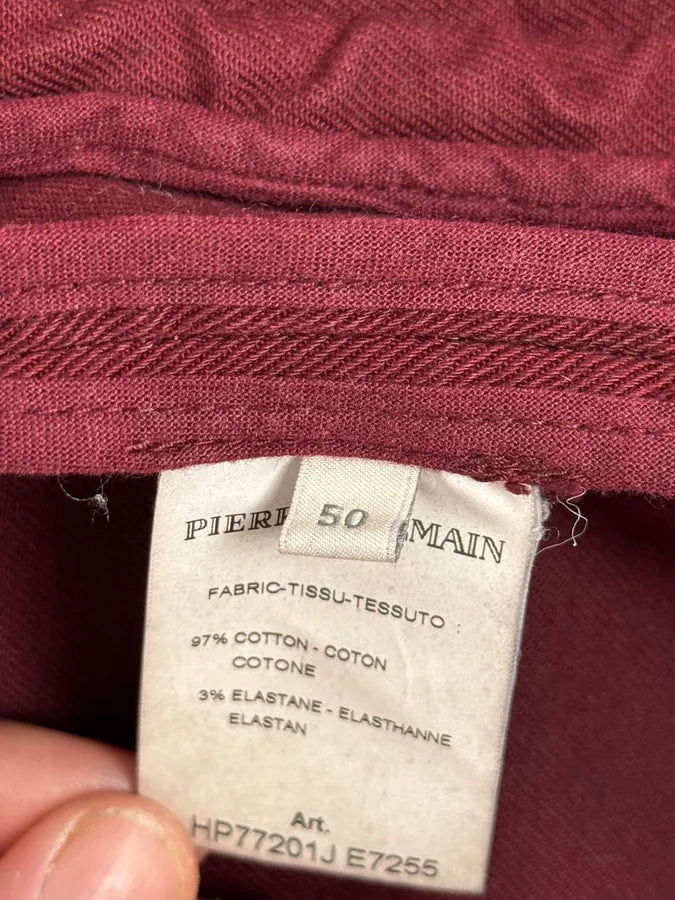 PIERR MAIN
50
FABRIC-TISSU-TESSUTO
97% COTTON - COTON
COTONE
3% ELASTANE - ELASTHANNE
ELASTAN
Art.
HP77201J E7255